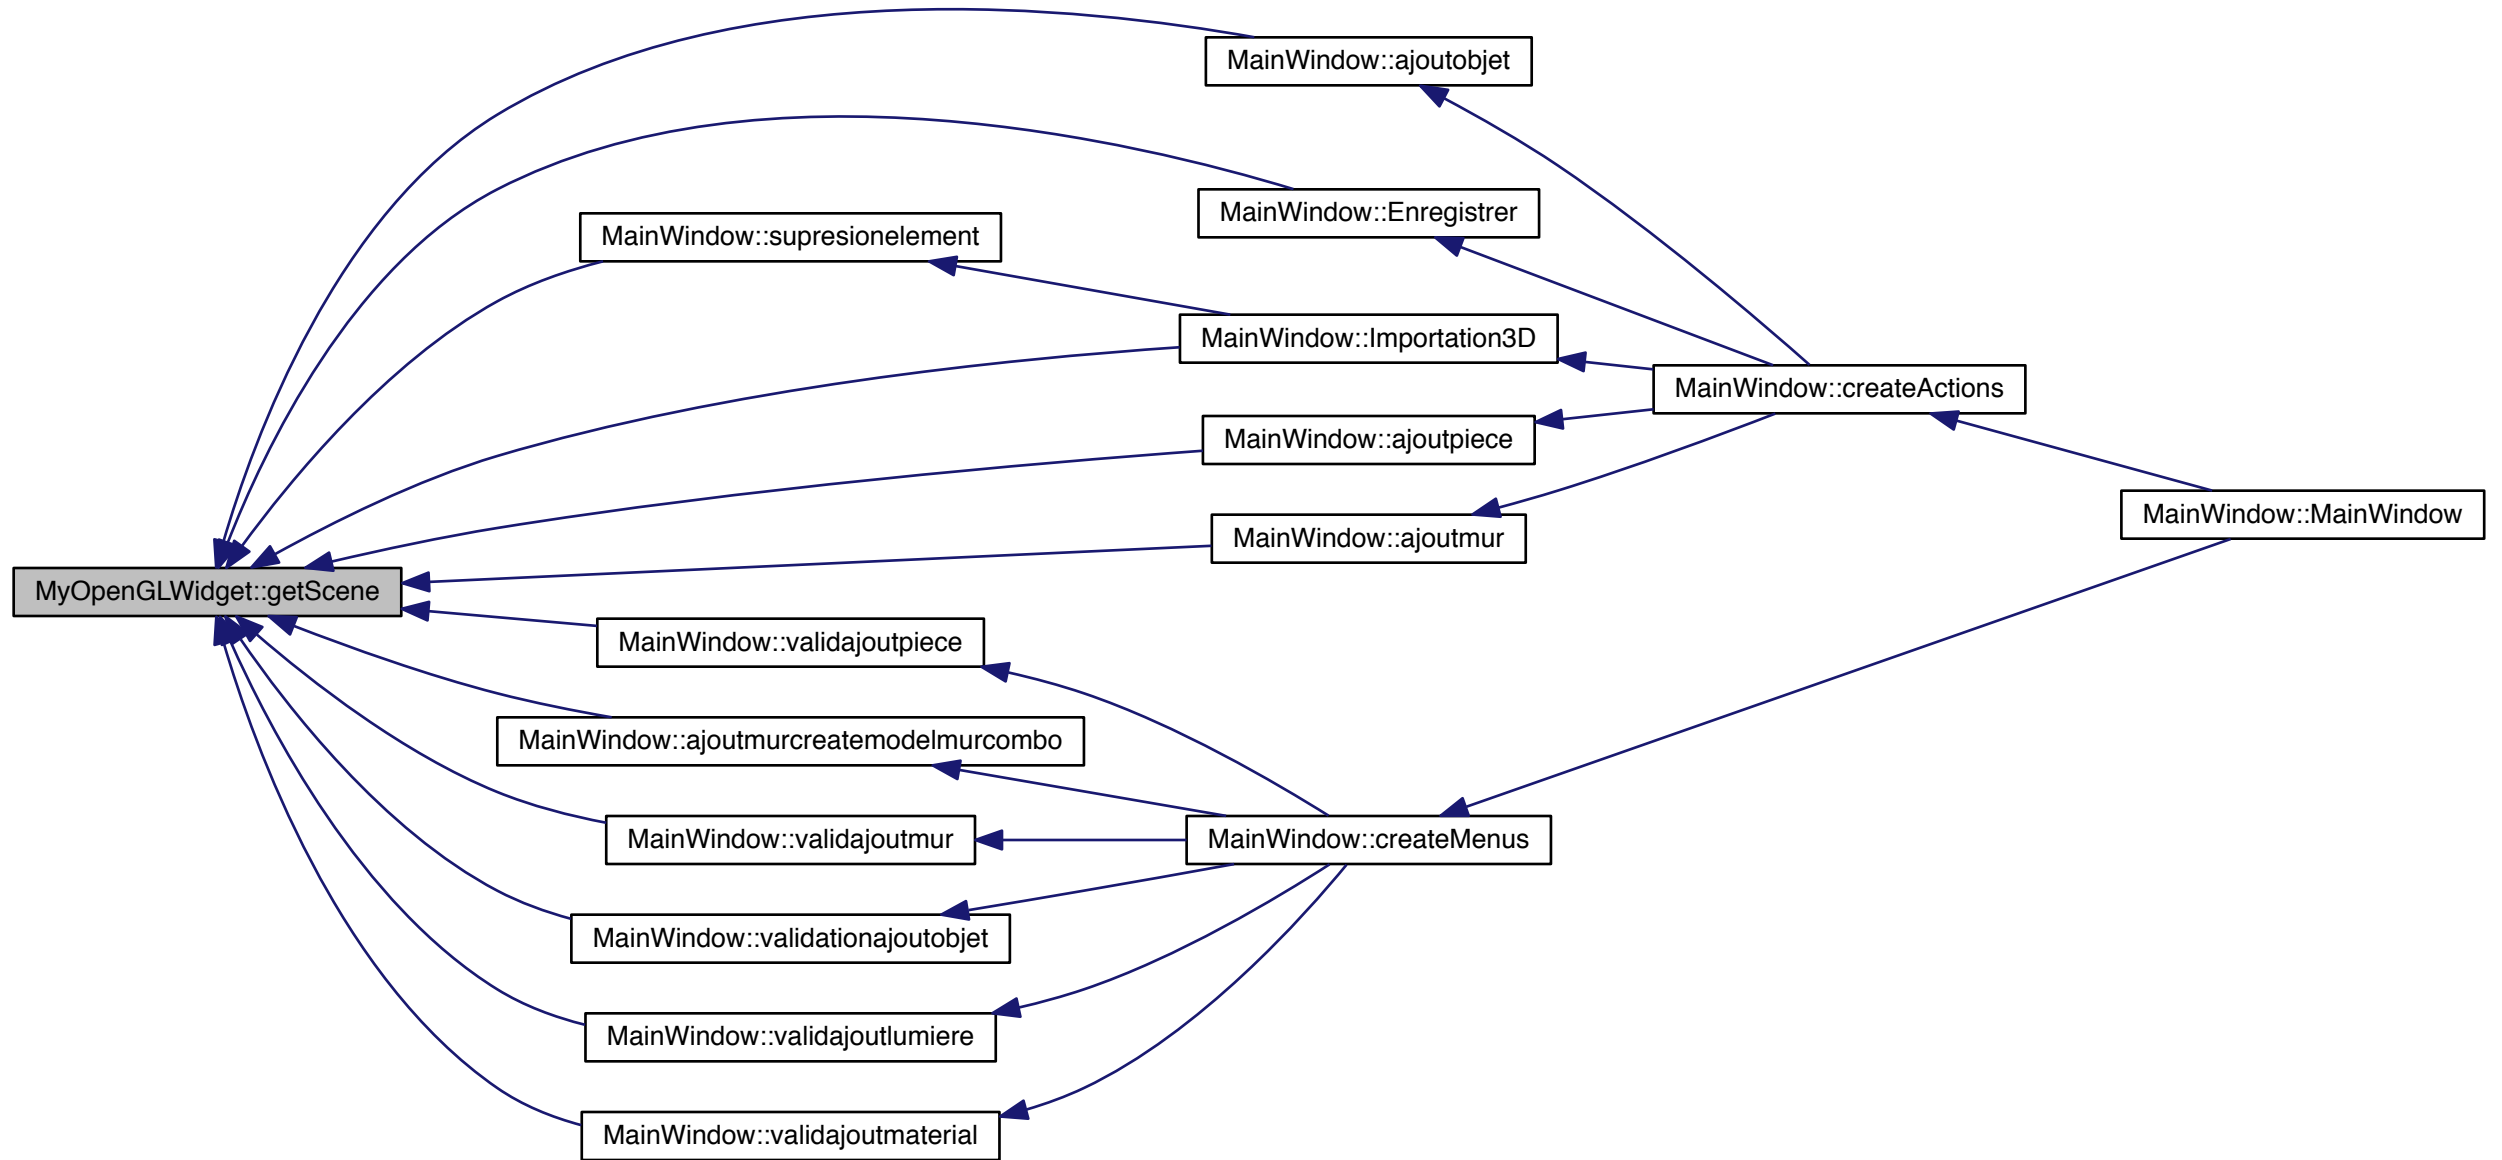 MainWindow::ajoutobjet
MainWindow::Enregistrer
MainWindow::supresionelement
MainWindow::Importation3D
MainWindow::createActions
MainWindow::ajoutpiece
MainWindow::MainWindow
MainWindow::ajoutmur
MyOpenGLWidget::getScene
MainWindow::validajoutpiece
MainWindow::ajoutmurcreatemodelmurcombo
MainWindow::validajoutmur
MainWindow::createMenus
MainWindow::validationajoutobjet
MainWindow::validajoutlumiere
MainWindow::validajoutmaterial